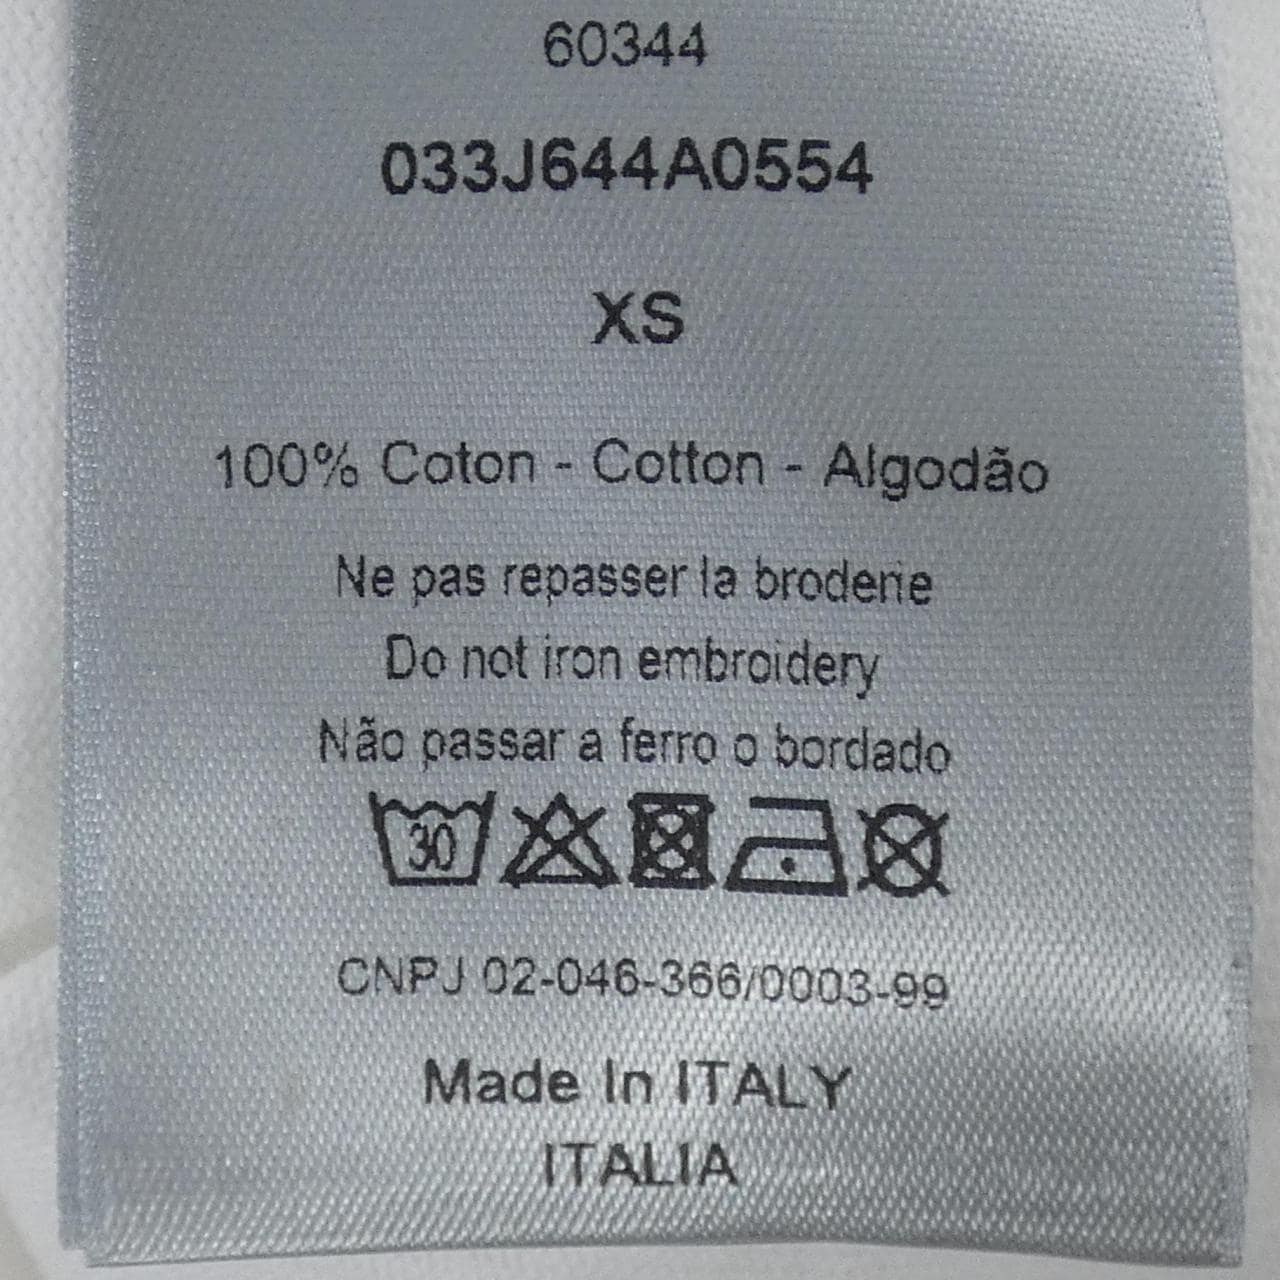 60344
033J644A0554
XS
100% Coton - Cotton - Algodão
Ne pas repasser la broderie
Do not iron embroidery
Não passar a ferro o bordado
30
CNPJ 02-046-366/0003-99
Made In ITALY
ITALIA